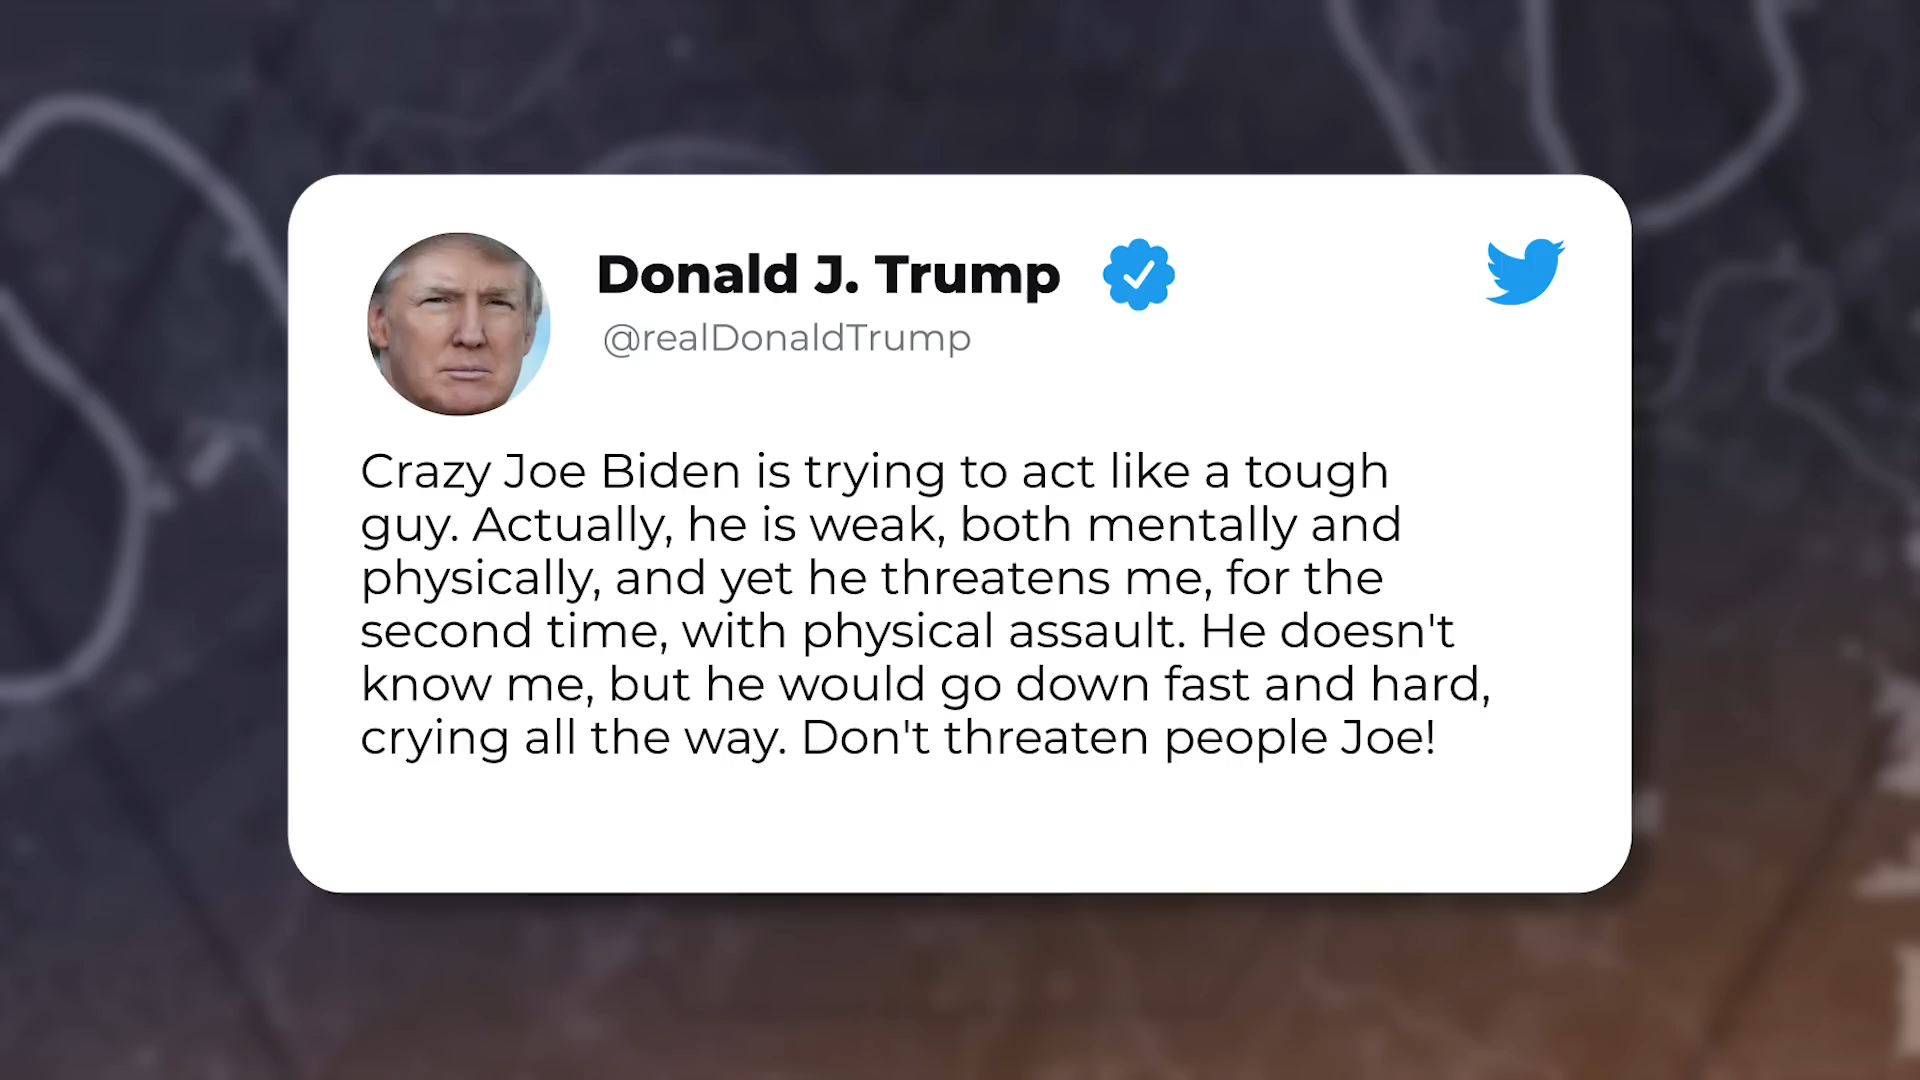 Donald J. Trump
@realDonaldTrump
Crazy Joe Biden is trying to act like a tough
guy. Actually, he is weak, both mentally and
physically, and yet he threatens me, for the
second time, with physical assault. He doesn't
know me, but he would go down fast and hard,
crying all the way. Don't threaten people Joe!